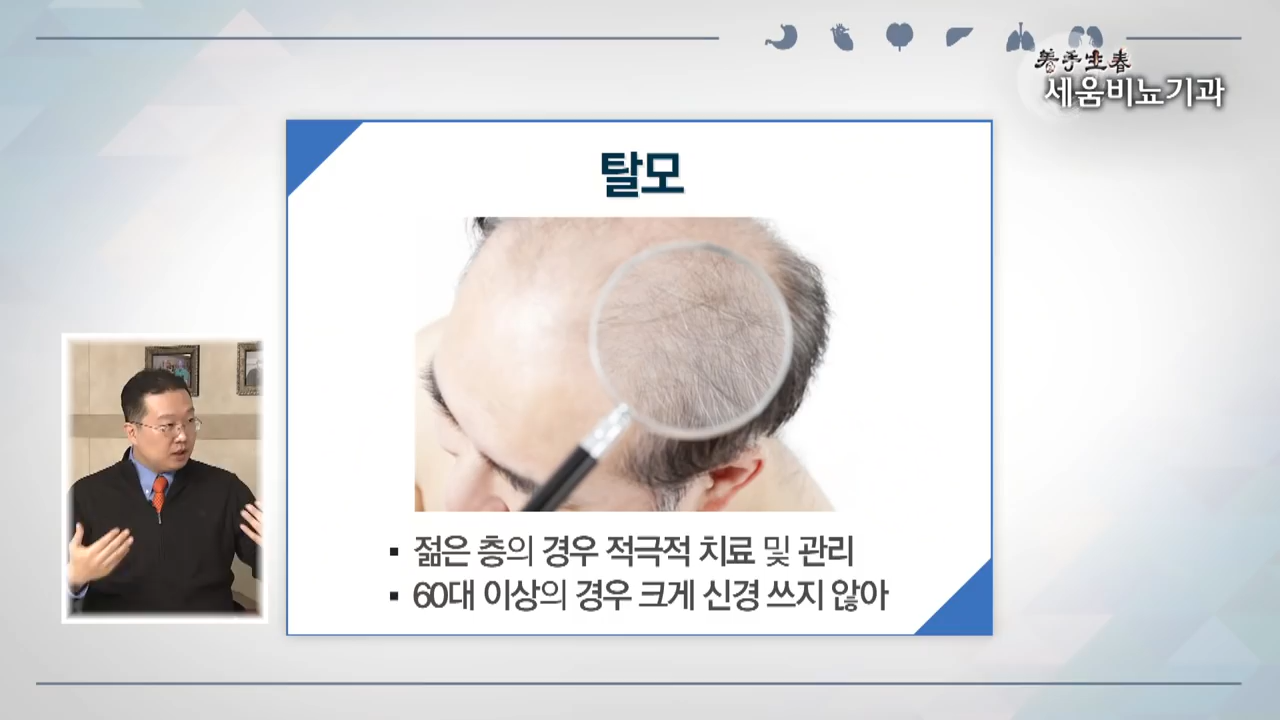 着手生春
세움비뇨기과
탈모
▪ 젊은 층의 경우 적극적 치료 및 관리
▪ 60대 이상의 경우 크게 신경 쓰지 않아